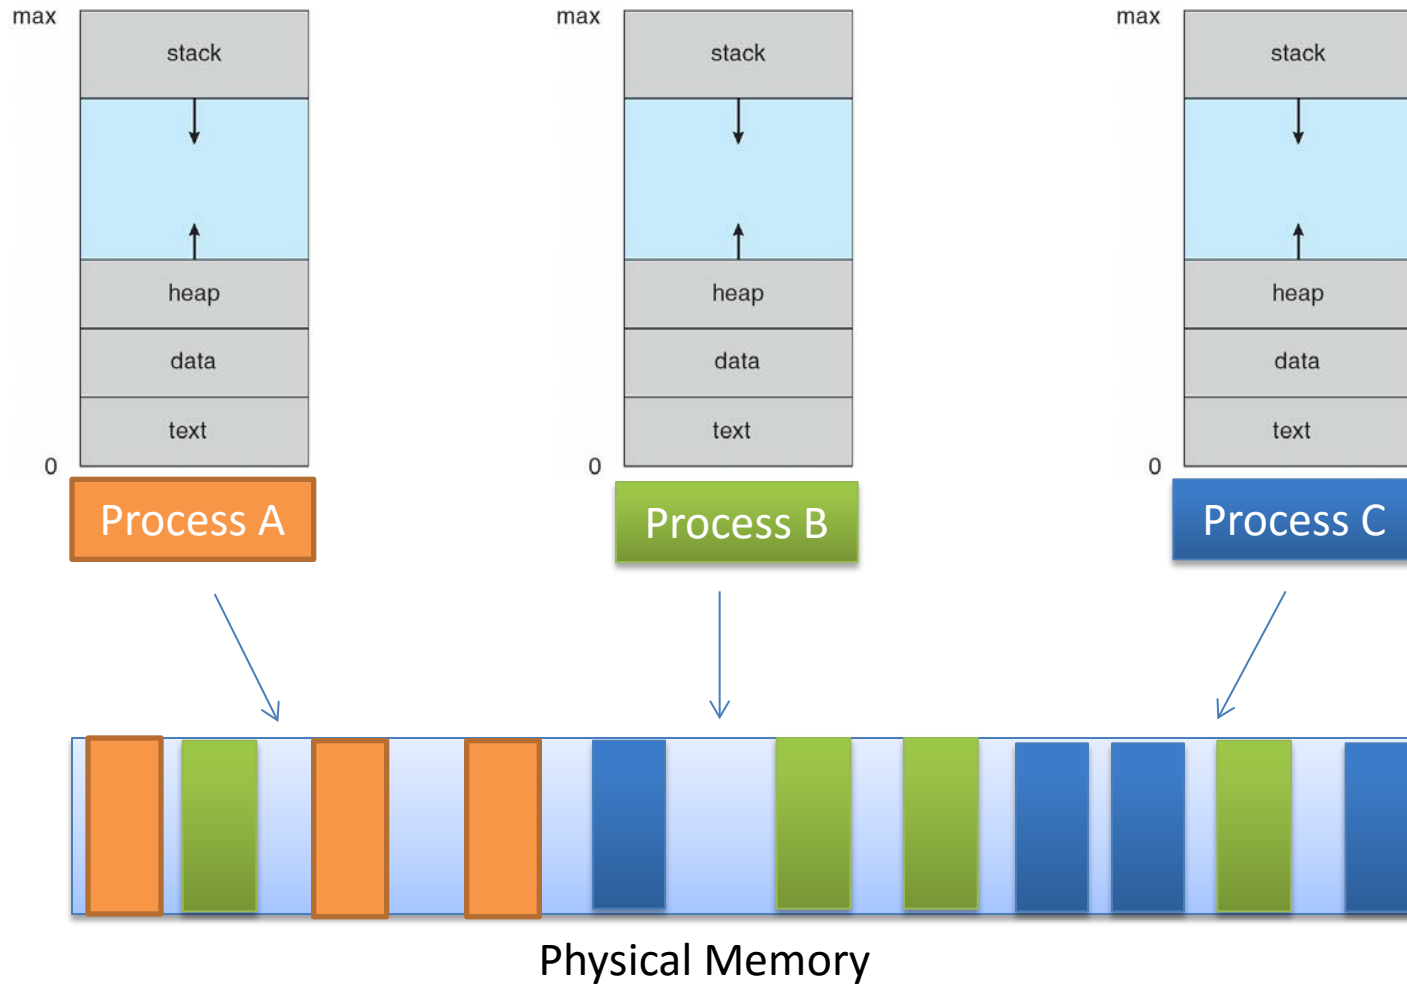 max
stack
heap
data
text
0
Process A
max
stack
heap
data
text
0
Process B
max
stack
heap
data
text
0
Process C
Physical Memory